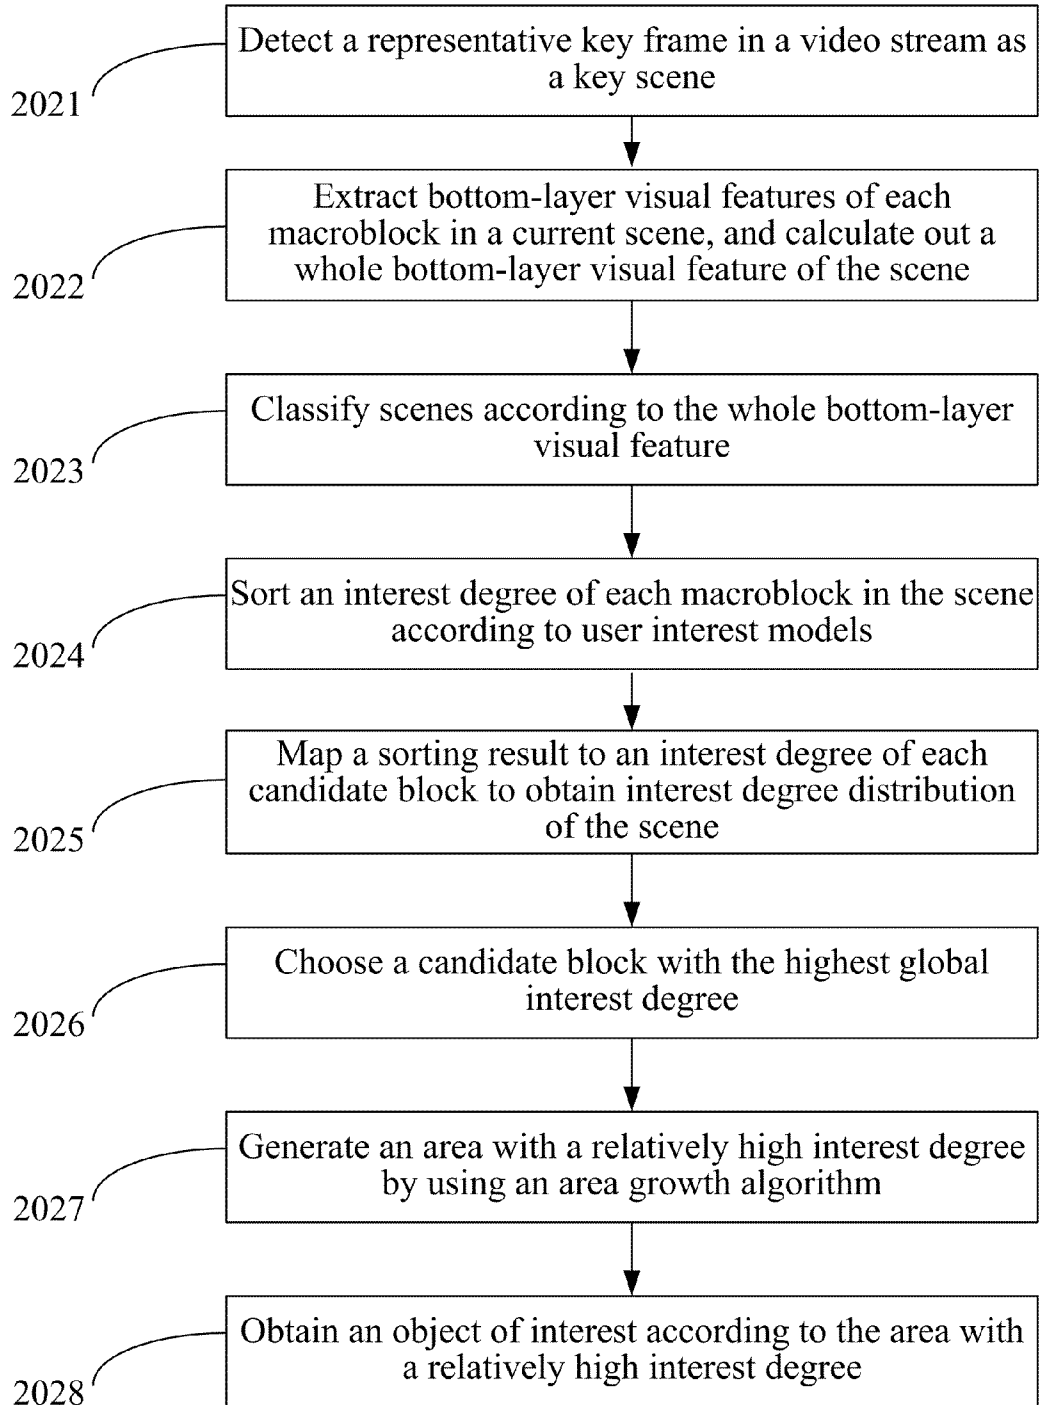 Detect a representative key frame in a video stream as
a key scene
2021
Extract bottom-layer visual features of each
macroblock in a current scene, and calculate out a
whole bottom-layer visual feature of the scene
2022
Classify scenes according to the whole bottom-layer
visual feature
2023
Sort an interest degree of each macroblock in the scene
according to user interest models
2024
Map a sorting result to an interest degree of each
candidate block to obtain interest degree distribution
of the scene
2025
Choose a candidate block with the highest global
interest degree
2026
Generate an area with a relatively high interest degree
by using an area growth algorithm
2027
Obtain an object of interest according to the area with
a relatively high interest degree
2028